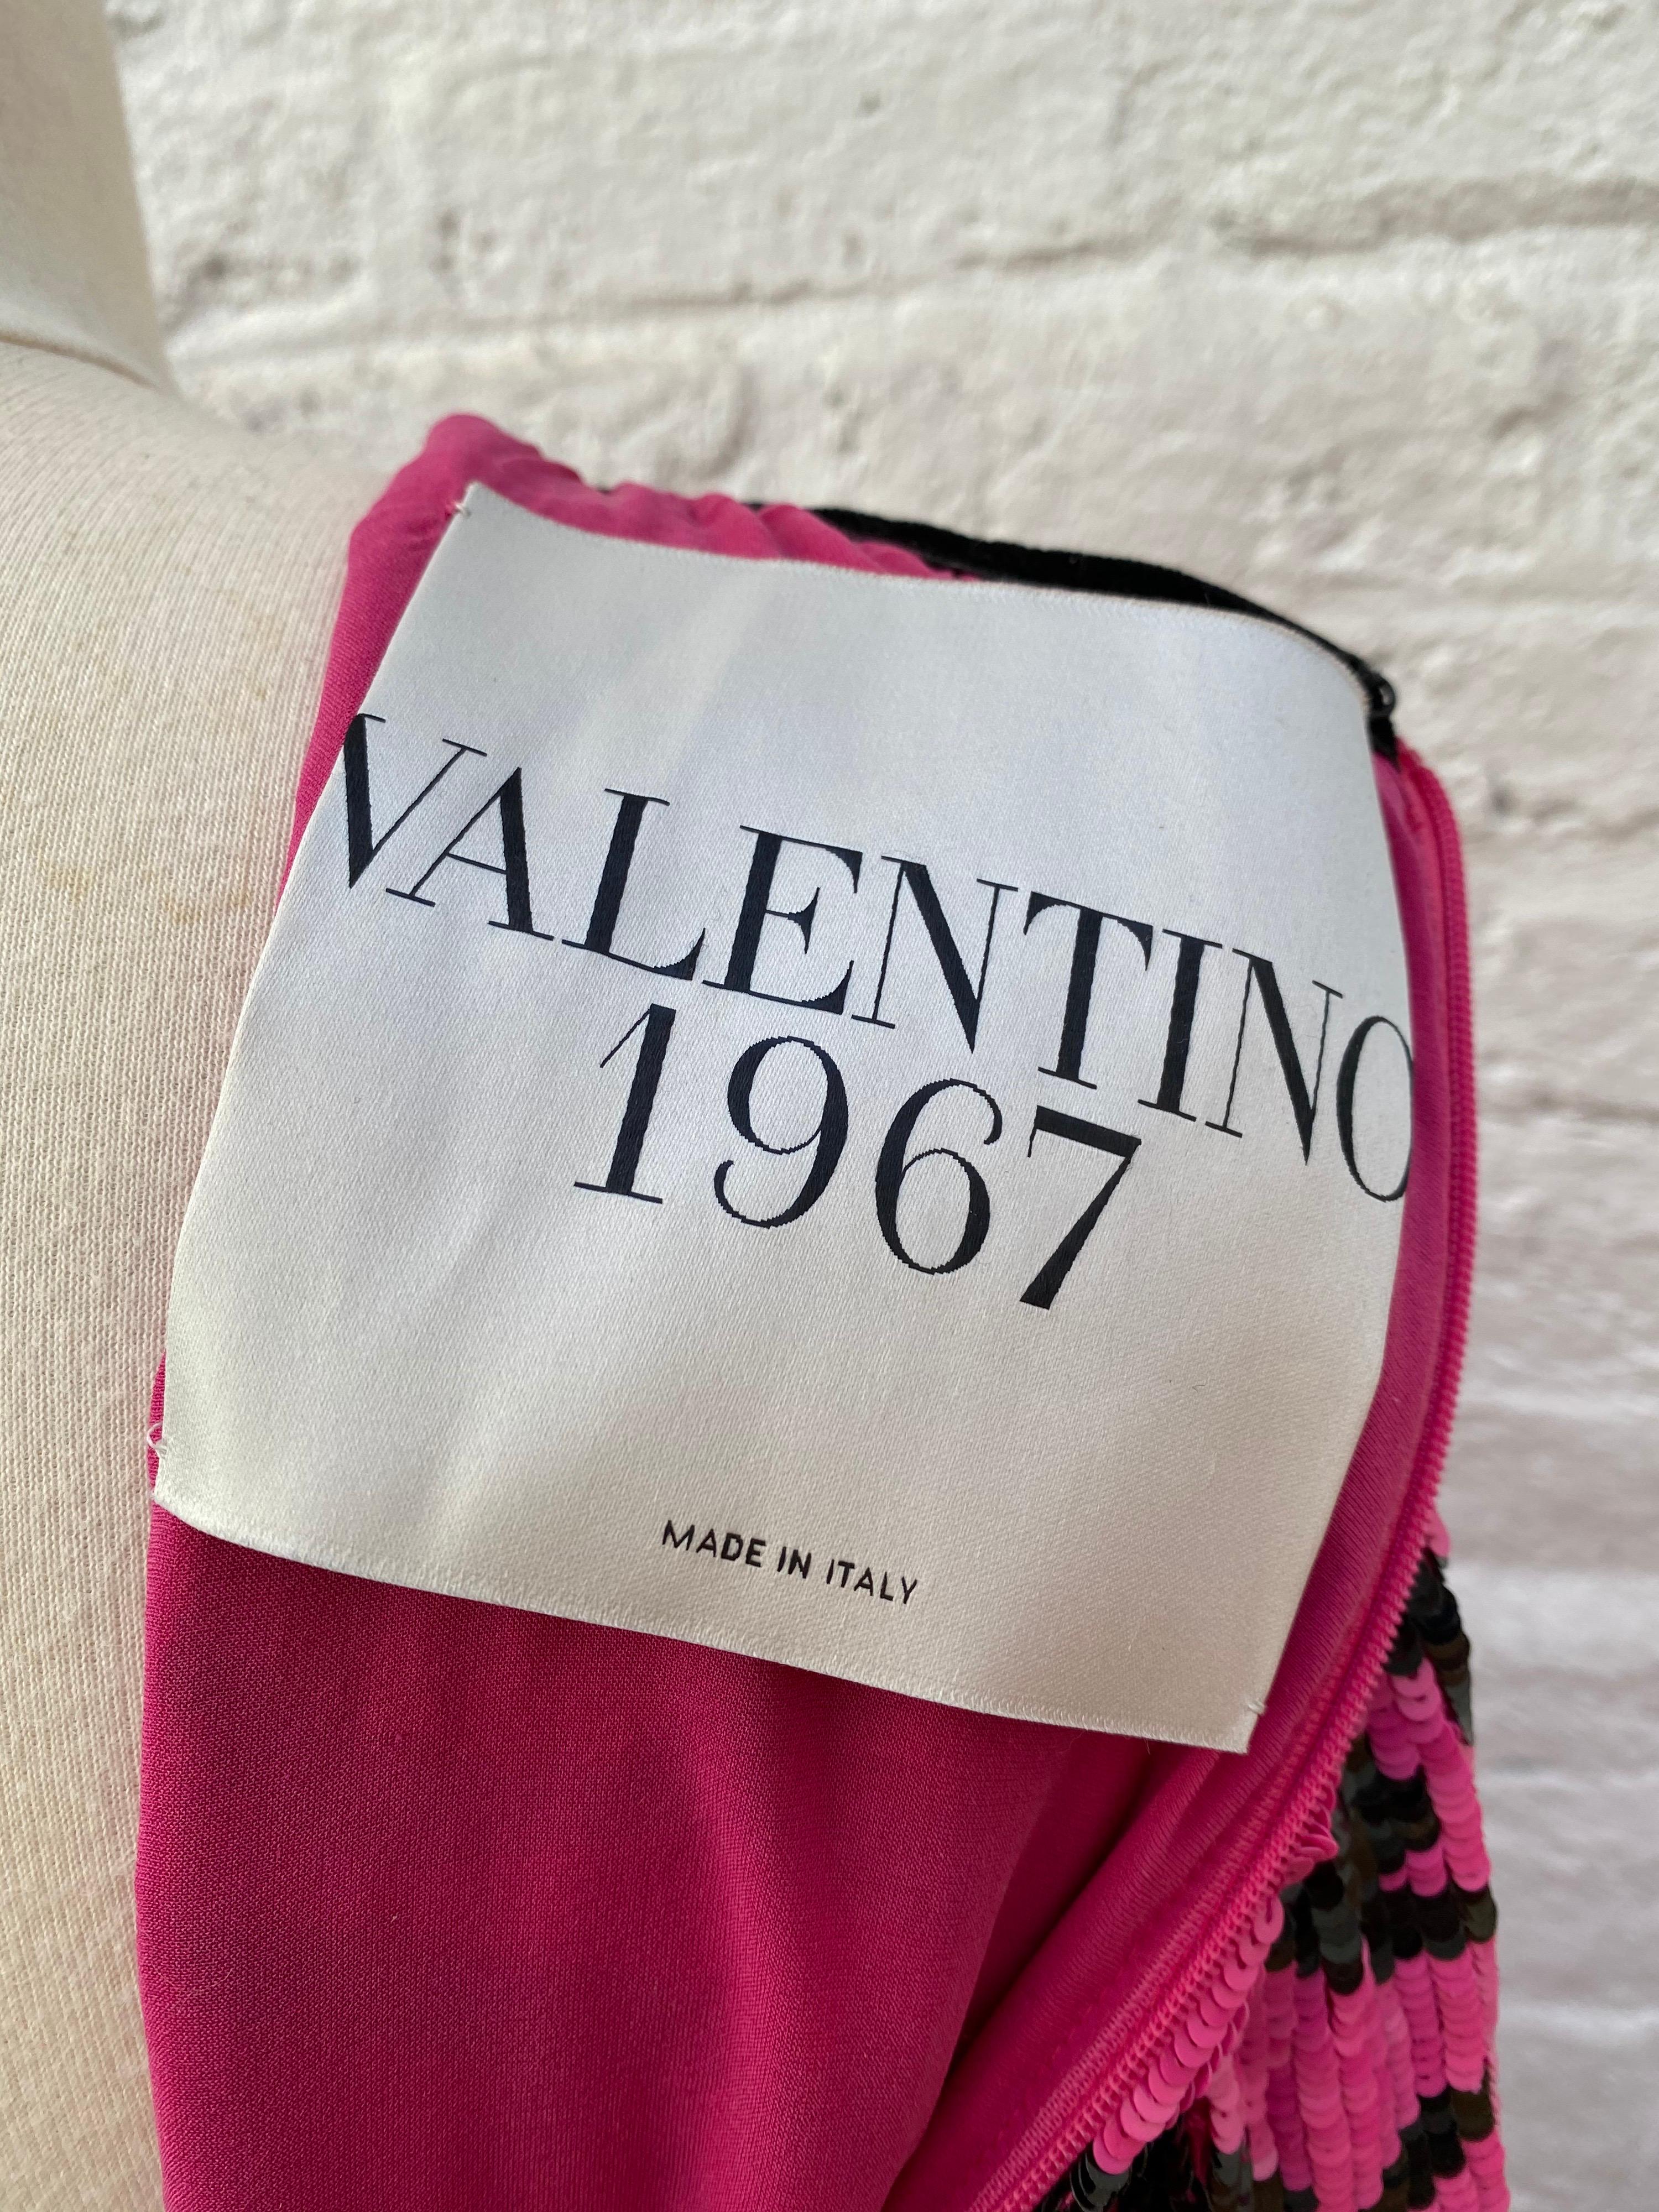 VALENTINO
1967
MADE IN ITALY